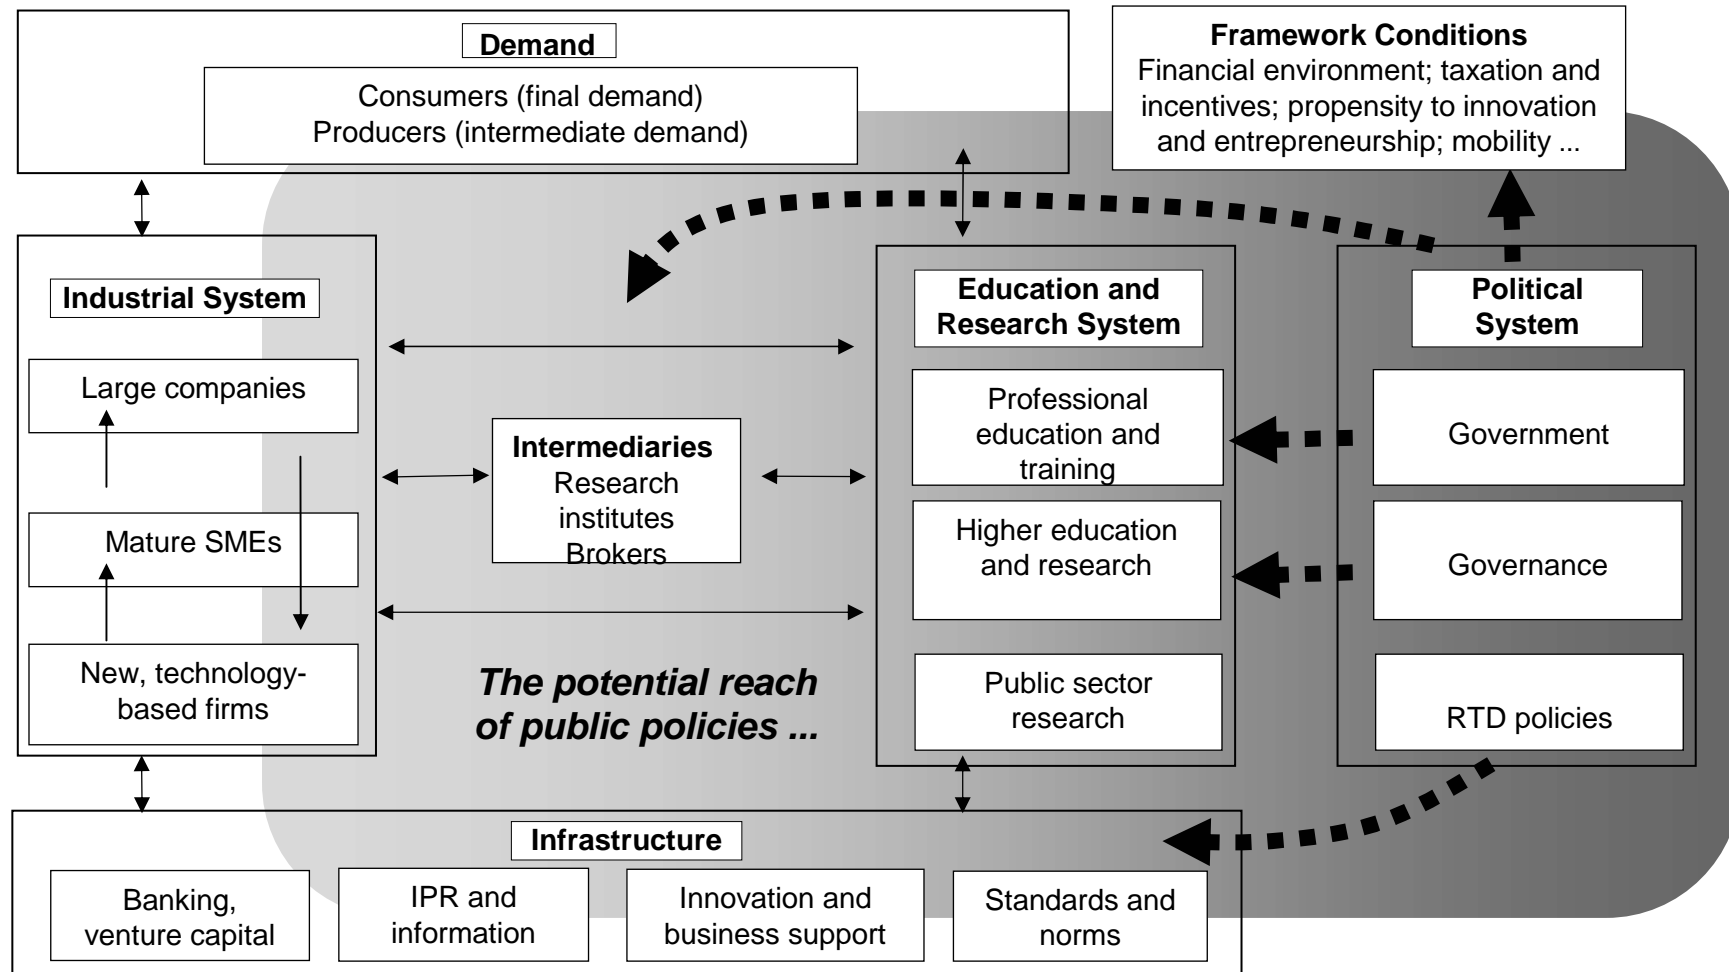 Demand
Consumers (final demand)
Producers (intermediate demand)
Framework Conditions
Financial environment; taxation and
incentives; propensity to innovation
and entrepreneurship; mobility ...
Industrial System
Large companies
Mature SMEs
New, technology-
based firms
Intermediaries
Research
institutes
Brokers
The potential reach
of public policies ...
Education and
Research System
Professional
education and
training
Higher education
and research
Public sector
research
Political
System
Government
Governance
RTD policies
Infrastructure
Banking,
venture capital
IPR and
information
Innovation and
business support
Standards and
norms